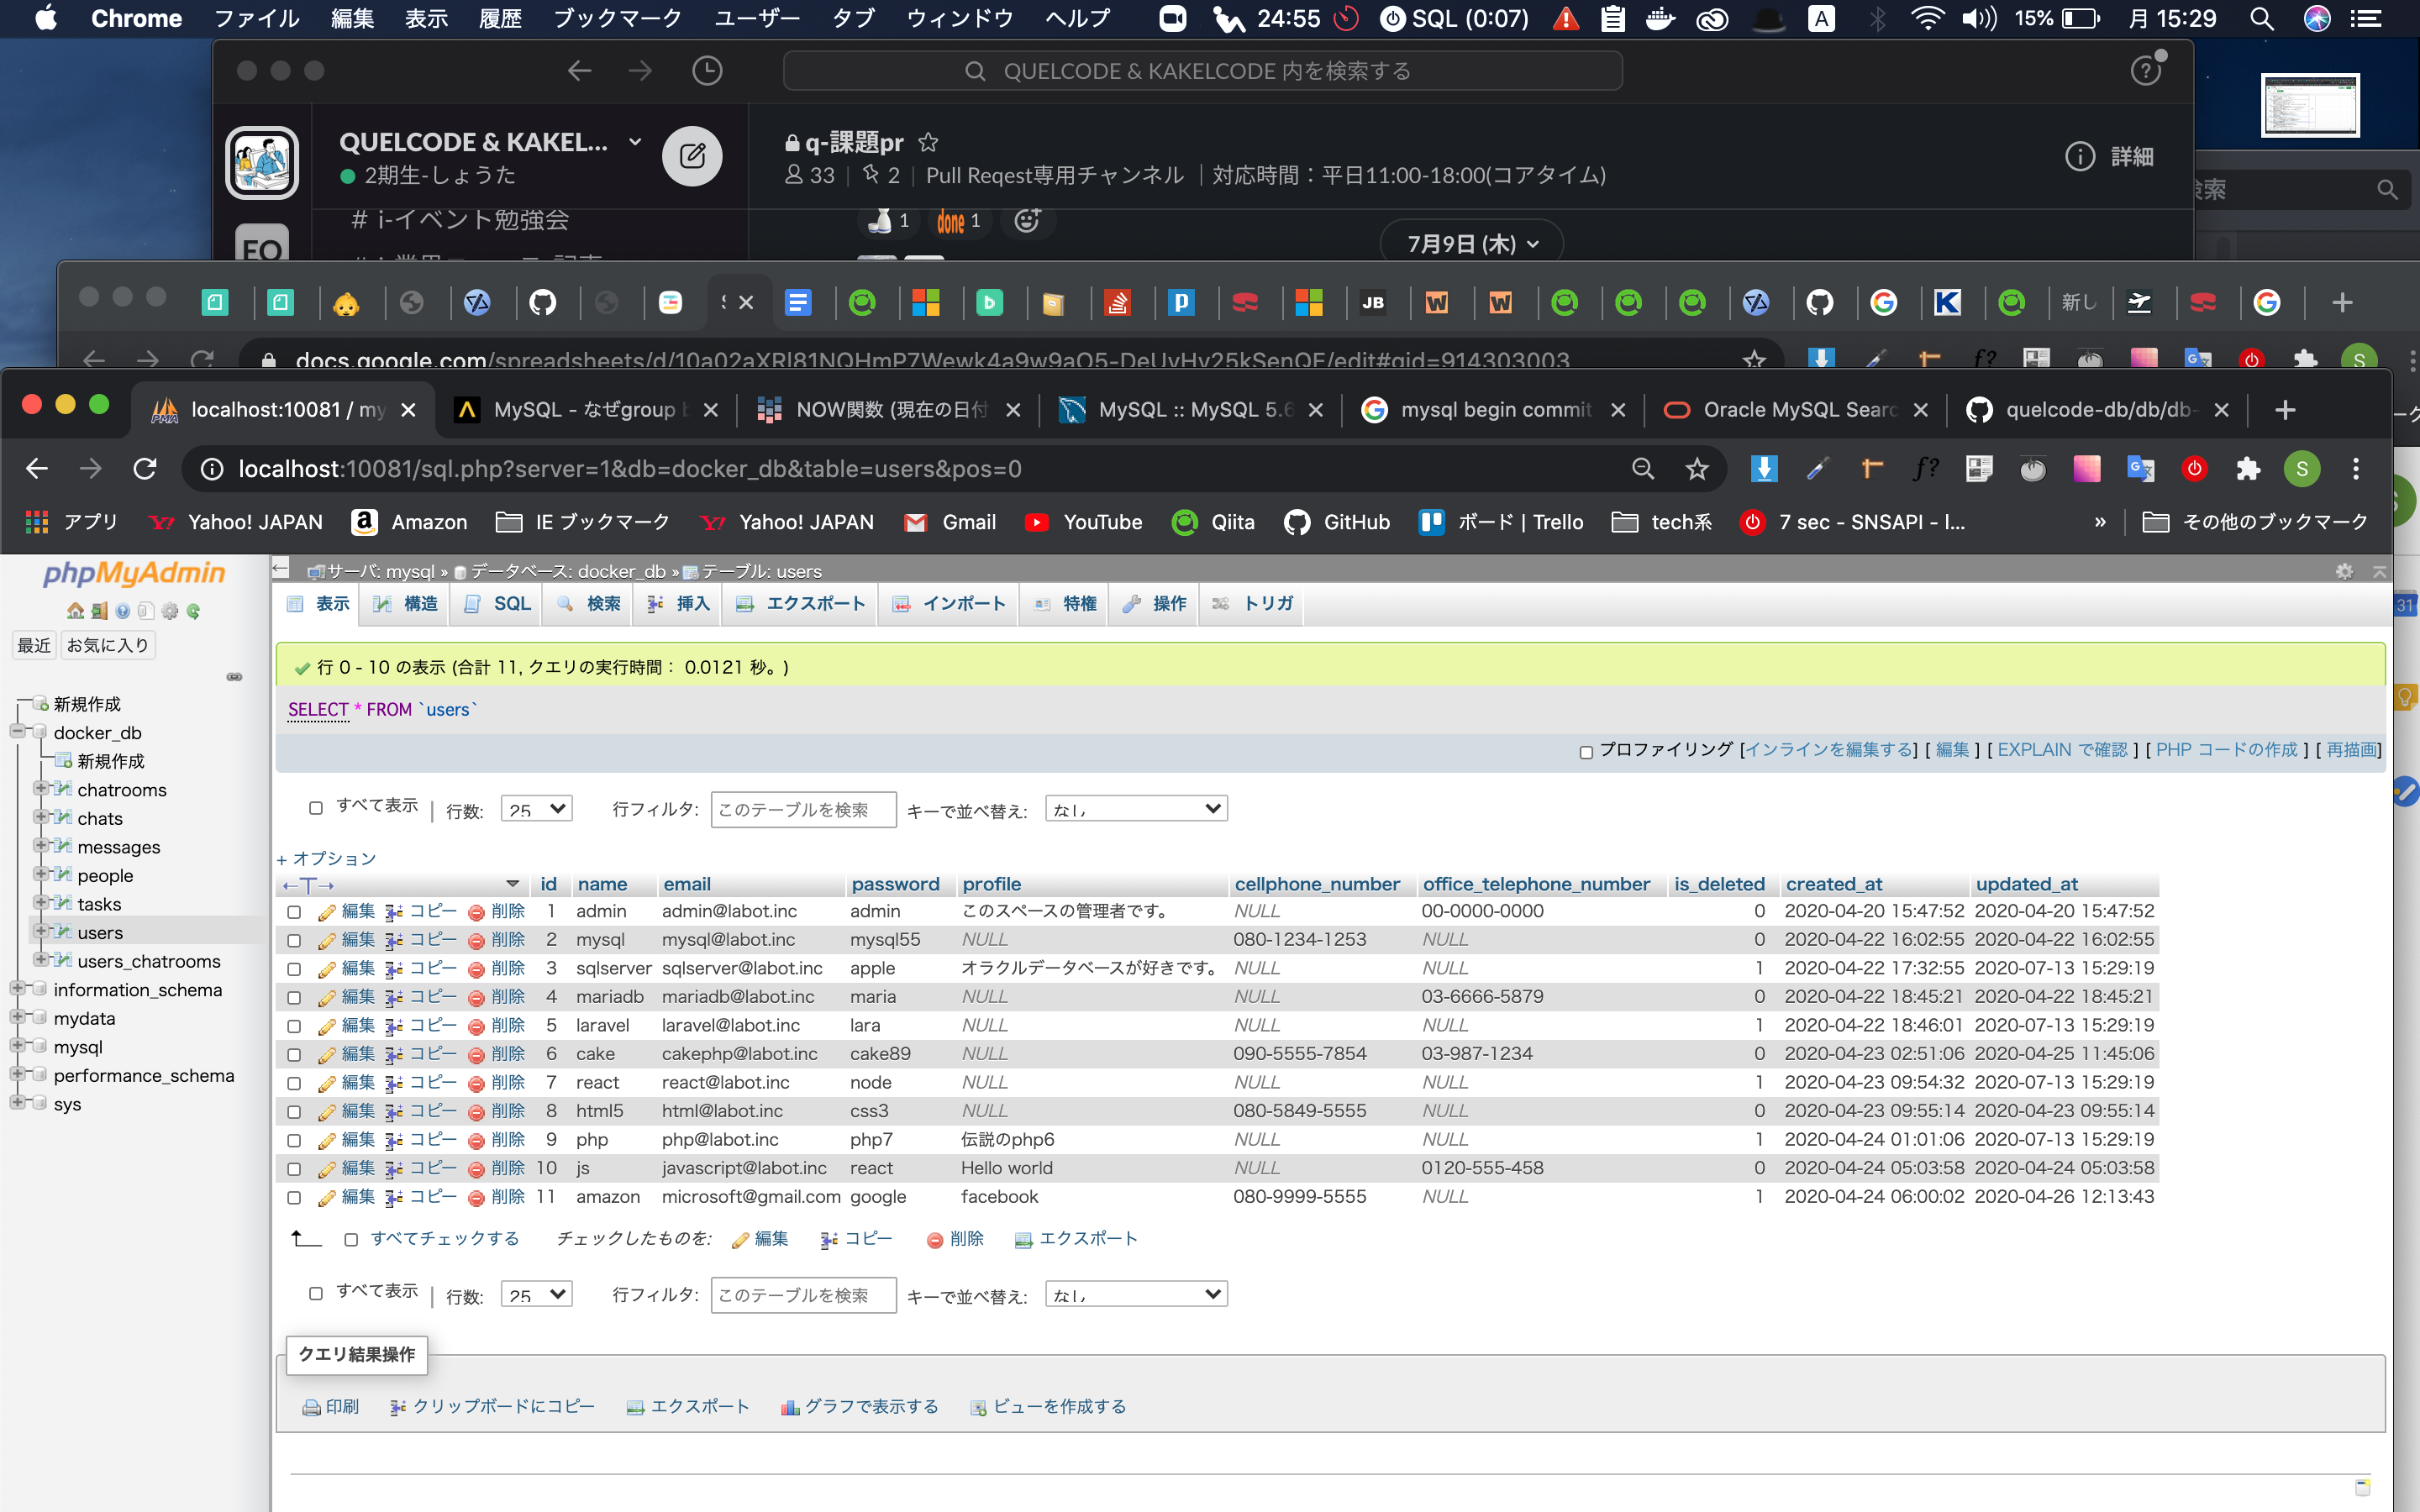 Chrome ファイル 編集 表示 履歴 ブックマーク ユーザー タブ ウィンドウ ヘルプ 24:55 SQL (0:07) A 15% 月 15:29
QUELCODE & KAKELCODE 内を検索する
QUELCODE & KAKEL...
q-課題pr
2期生-しょうた
33 2 Pull Reqest専用チャンネル 対応時間：平日11:00-18:00(コアタイム)
詳細
検索
# i-イベント勉強会
1 done 1
7月9日 (木)
JB 新し
docs.google.com/spreadsheets/d/10a02aXRl81NQHmP7Wewk4a9w9aO5-DeUvHy25kSenQE/edit#gid=914303003
localhost:10081 / my
MySQL - なぜgroup b
NOW関数 (現在の日付
MySQL :: MySQL 5.6
mysql begin commit
Oracle MySQL Searc
quelcode-db/db/db-
localhost:10081/sql.php?server=1&db=docker_db&table=users&pos=0
アプリ Yahoo! JAPAN Amazon IE ブックマーク Yahoo! JAPAN Gmail YouTube Qiita GitHub ボード | Trello tech系 7 sec - SNSAPI - I... » その他のブックマーク
phpMyAdmin
最近 お気に入り
新規作成
docker_db
新規作成
chatrooms
chats
messages
people
tasks
users
users_chatrooms
information_schema
mydata
mysql
performance_schema
sys
サーバ: mysql » データベース: docker_db » テーブル: users
表示 構造 SQL 検索 挿入 エクスポート インポート 特権 操作 トリガ
行 0 - 10 の表示 (合計 11, クエリの実行時間： 0.0121 秒。)
SELECT * FROM `users`
プロファイリング [インラインを編集する] [ 編集 ] [ EXPLAIN で確認 ] [ PHP コードの作成 ] [ 再描画]
すべて表示 | 行数: 25 行フィルタ: このテーブルを検索 キーで並べ替え: なし
+ オプション
←T→ id name email password profile cellphone_number office_telephone_number is_deleted created_at updated_at
編集 コピー 削除 1 admin admin@labot.inc admin このスペースの管理者です。 NULL 00-0000-0000 0 2020-04-20 15:47:52 2020-04-20 15:47:52
編集 コピー 削除 2 mysql mysql@labot.inc mysql55 NULL 080-1234-1253 NULL 0 2020-04-22 16:02:55 2020-04-22 16:02:55
編集 コピー 削除 3 sqlserver sqlserver@labot.inc apple オラクルデータベースが好きです。 NULL NULL 1 2020-04-22 17:32:55 2020-07-13 15:29:19
編集 コピー 削除 4 mariadb mariadb@labot.inc maria NULL NULL 03-6666-5879 0 2020-04-22 18:45:21 2020-04-22 18:45:21
編集 コピー 削除 5 laravel laravel@labot.inc lara NULL NULL NULL 1 2020-04-22 18:46:01 2020-07-13 15:29:19
編集 コピー 削除 6 cake cakephp@labot.inc cake89 NULL 090-5555-7854 03-987-1234 0 2020-04-23 02:51:06 2020-04-25 11:45:06
編集 コピー 削除 7 react react@labot.inc node NULL NULL NULL 1 2020-04-23 09:54:32 2020-07-13 15:29:19
編集 コピー 削除 8 html5 html@labot.inc css3 NULL 080-5849-5555 NULL 0 2020-04-23 09:55:14 2020-04-23 09:55:14
編集 コピー 削除 9 php php@labot.inc php7 伝説のphp6 NULL NULL 1 2020-04-24 01:01:06 2020-07-13 15:29:19
編集 コピー 削除 10 js javascript@labot.inc react Hello world NULL 0120-555-458 0 2020-04-24 05:03:58 2020-04-24 05:03:58
編集 コピー 削除 11 amazon microsoft@gmail.com google facebook 080-9999-5555 NULL 1 2020-04-24 06:00:02 2020-04-26 12:13:43
すべてチェックする チェックしたものを: 編集 コピー 削除 エクスポート
すべて表示 | 行数: 25 行フィルタ: このテーブルを検索 キーで並べ替え: なし
クエリ結果操作
印刷 クリップボードにコピー エクスポート グラフで表示する ビューを作成する